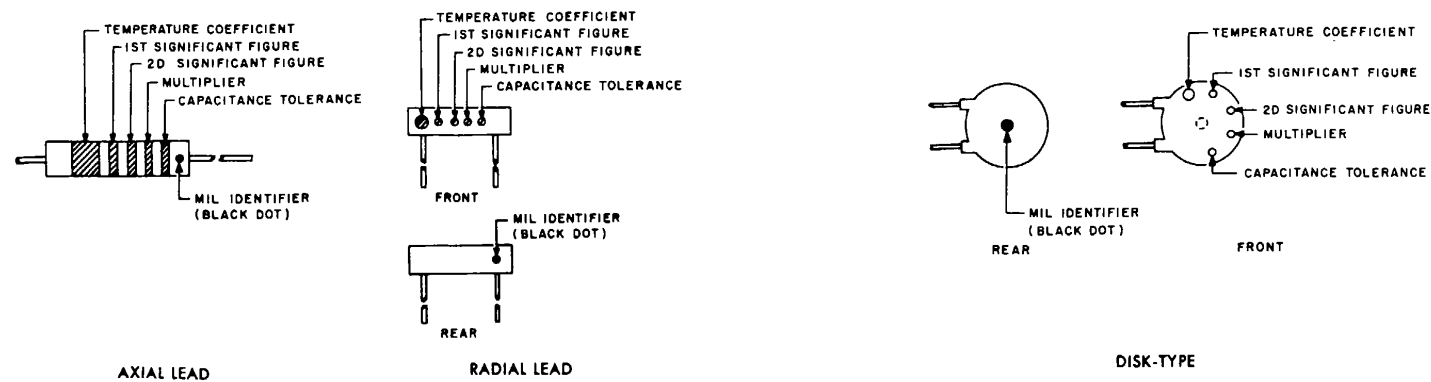 TEMPERATURE COEFFICIENT
1ST SIGNIFICANT FIGURE
2D SIGNIFICANT FIGURE
MULTIPLIER
CAPACITANCE TOLERANCE
MIL IDENTIFIER
(BLACK DOT)
AXIAL LEAD
TEMPERATURE COEFFICIENT
1ST SIGNIFICANT FIGURE
2D SIGNIFICANT FIGURE
MULTIPLIER
CAPACITANCE TOLERANCE
FRONT
MIL IDENTIFIER
(BLACK DOT)
REAR
RADIAL LEAD
MIL IDENTIFIER
(BLACK DOT)
REAR
TEMPERATURE COEFFICIENT
1ST SIGNIFICANT FIGURE
2D SIGNIFICANT FIGURE
MULTIPLIER
CAPACITANCE TOLERANCE
FRONT
DISK-TYPE